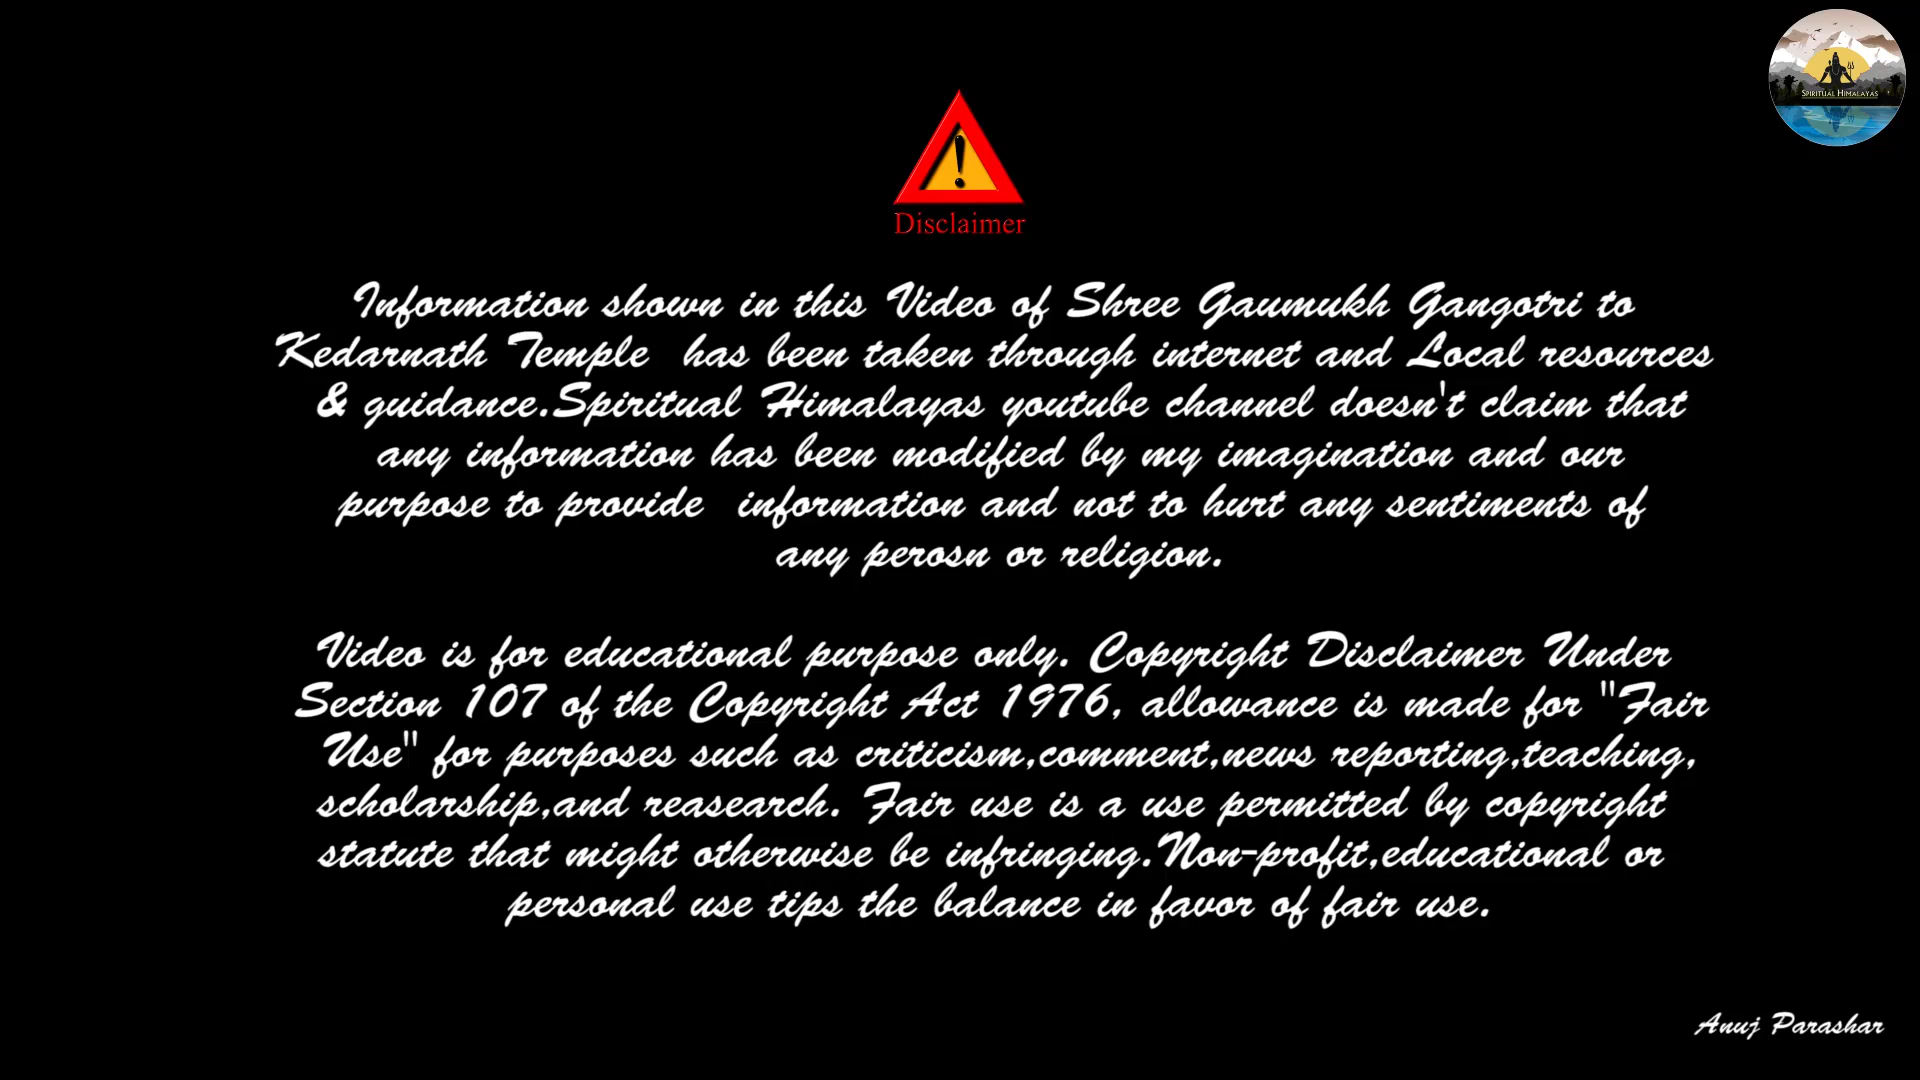 SPIRITUAL HIMALAYAS
Disclaimer
Information shown in this Video of Shree Gaumukh Gangotri to
Kedarnath Temple  has been taken through internet and Local resources
& guidance.Spiritual Himalayas youtube channel doesn't claim that
any information has been modified by my imagination and our
purpose to provide  information and not to hurt any sentiments of
any perosn or religion.
Video is for educational purpose only. Copyright Disclaimer Under
Section 107 of the Copyright Act 1976, allowance is made for "Fair
Use" for purposes such as criticism,comment,news reporting,teaching,
scholarship,and reasearch. Fair use is a use permitted by copyright
statute that might otherwise be infringing.Non-profit,educational or
personal use tips the balance in favor of fair use.
Anuj Parashar